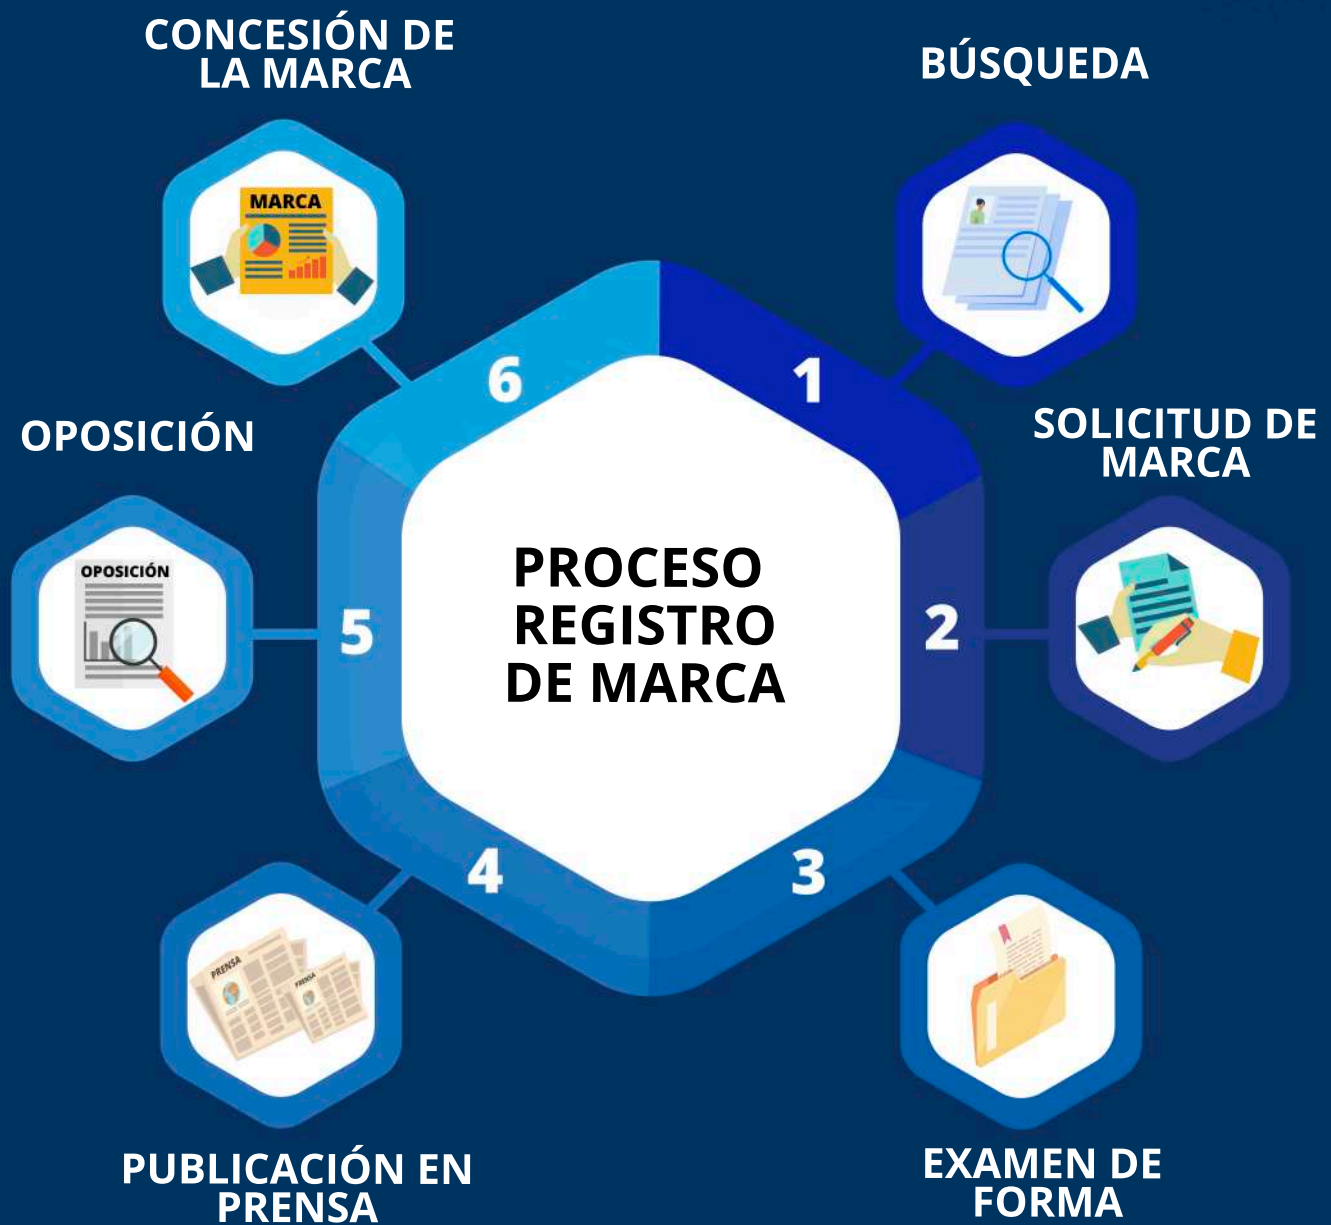 CONCESIÓN DE
LA MARCA
BÚSQUEDA
MARCA
6
1
OPOSICIÓN
SOLICITUD DE
MARCA
OPOSICIÓN
PROCESO
REGISTRO
DE MARCA
5
2
4
3
PRENSA
PRENSA
PUBLICACIÓN EN
PRENSA
EXAMEN DE
FORMA